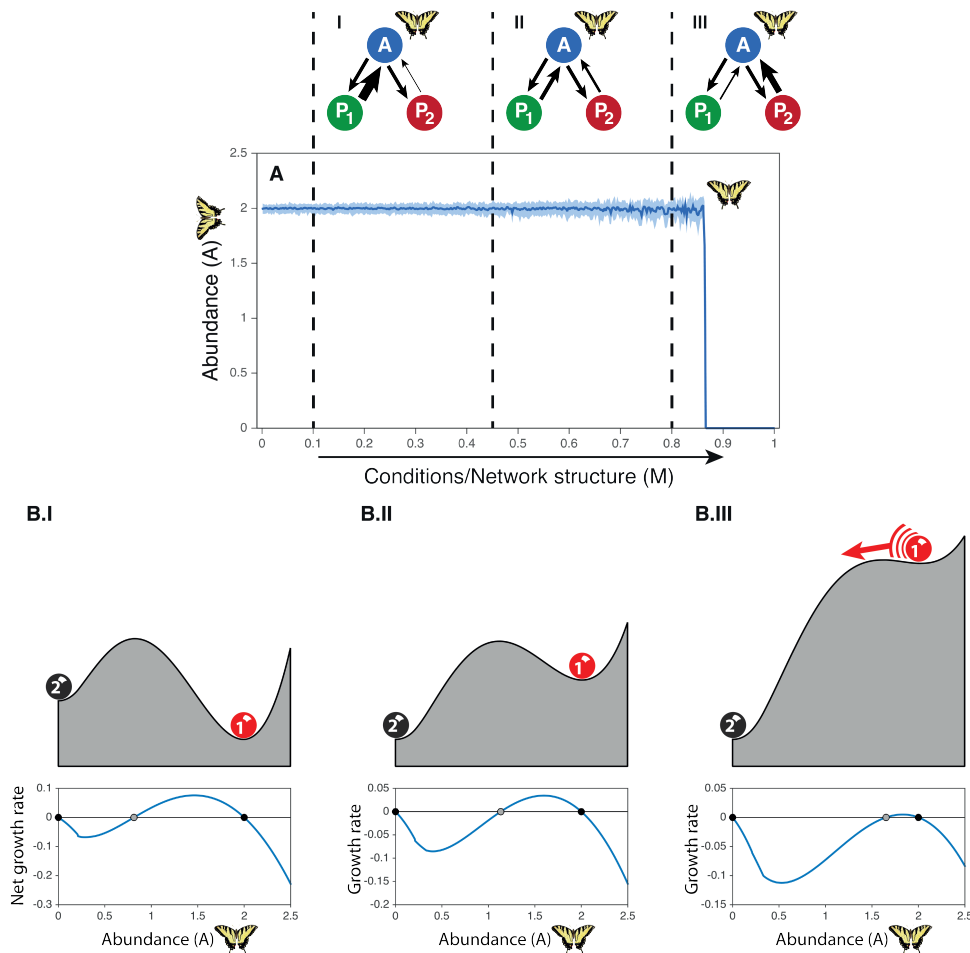 I II III
A A A
P1 P2 P1 P2 P1 P2
A
2.5
2
1.5
1
0.5
0
Abundance (A)
0 0.1 0.2 0.3 0.4 0.5 0.6 0.7 0.8 0.9 1
Conditions/Network structure (M)
B.I B.II B.III
2 1
2 1
2 1
Net growth rate
0.1
0
-0.1
-0.2
-0.3
0 0.5 1 1.5 2 2.5
Abundance (A)
Growth rate
0.05
0
-0.05
-0.1
-0.15
-0.2
0 0.5 1 1.5 2 2.5
Abundance (A)
Growth rate
0.05
0
-0.05
-0.1
-0.15
0 0.5 1 1.5 2 2.5
Abundance (A)